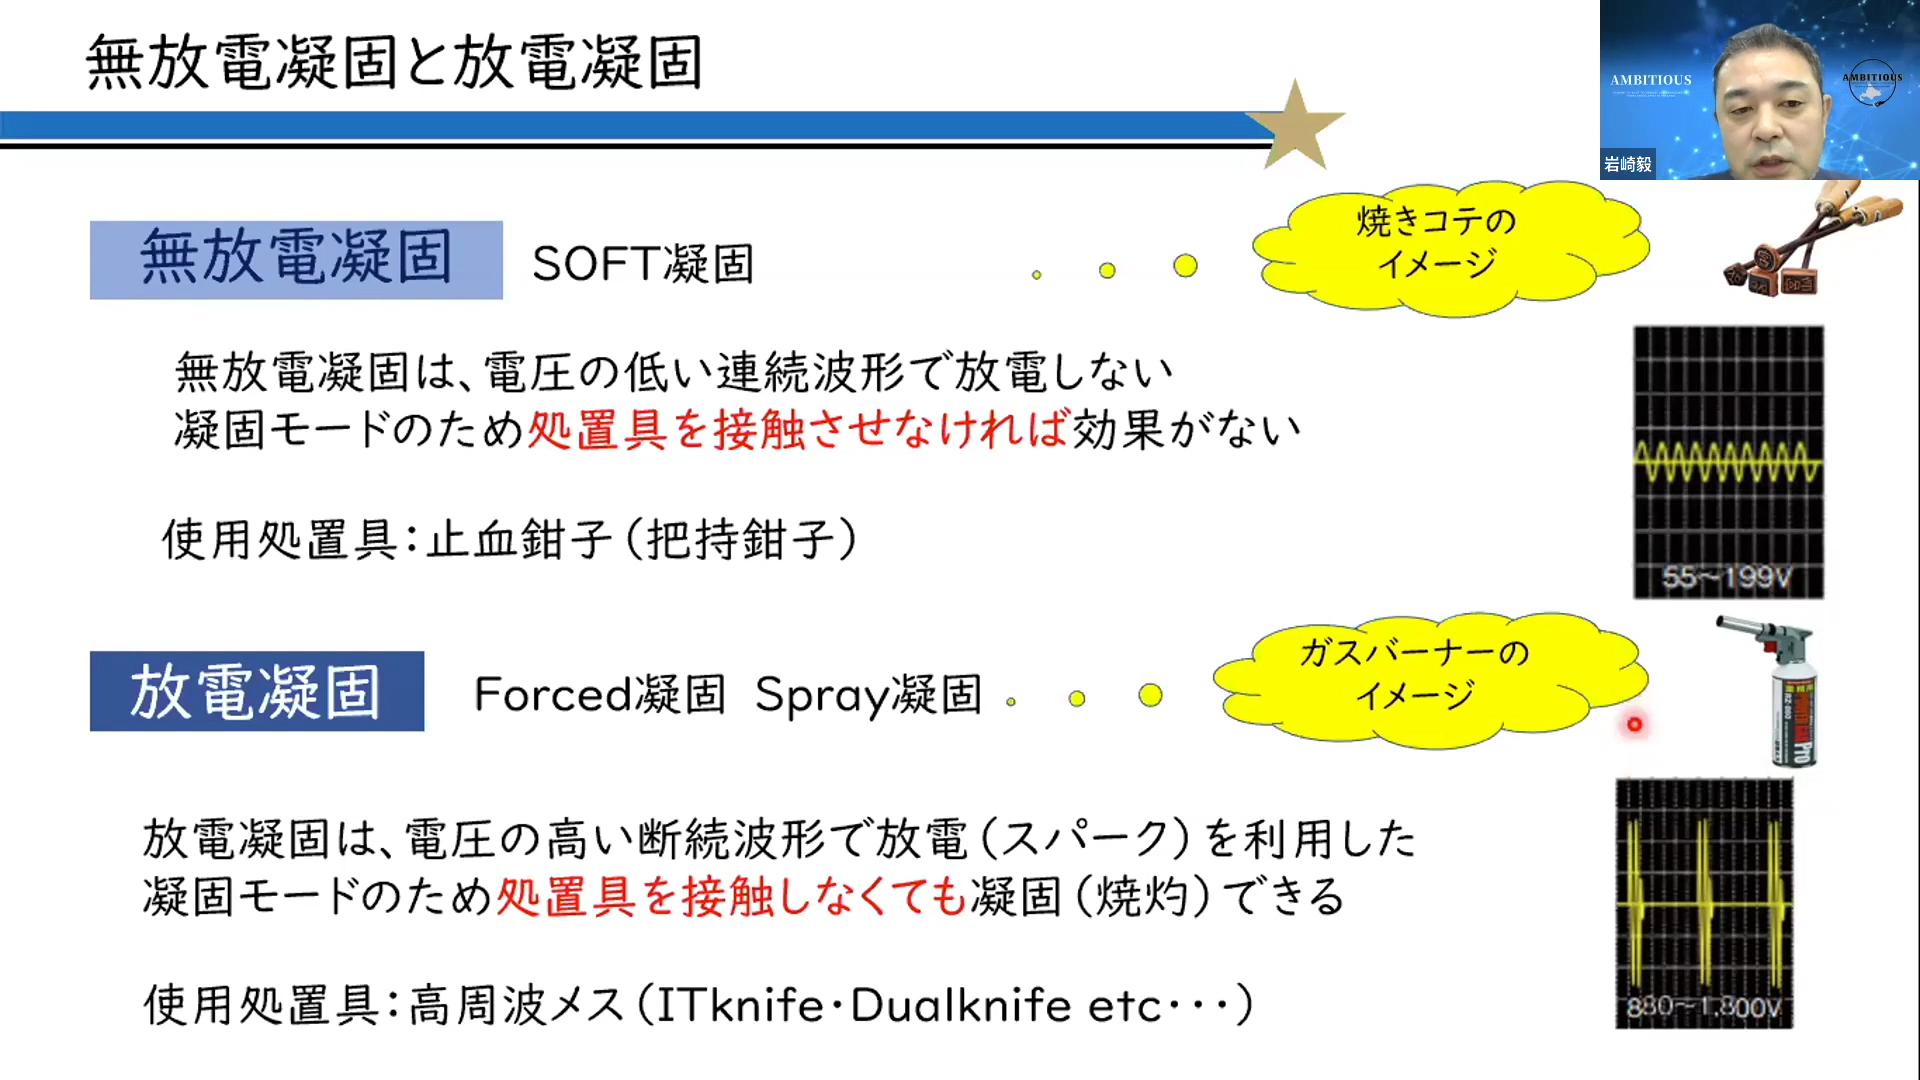 無放電凝固と放電凝固
AMBITIOUS
AMBITIOUS
岩崎毅
無放電凝固 SOFT凝固
焼きコテの
イメージ
無放電凝固は、電圧の低い連続波形で放電しない
凝固モードのため処置具を接触させなければ効果がない
使用処置具：止血鉗子（把持鉗子）
55～199V
放電凝固 Forced凝固 Spray凝固
ガスバーナーの
イメージ
放電凝固は、電圧の高い断続波形で放電（スパーク）を利用した
凝固モードのため処置具を接触しなくても凝固（焼灼）できる
使用処置具：高周波メス（ITknife・Dualknife etc・・・）
880～1,800V